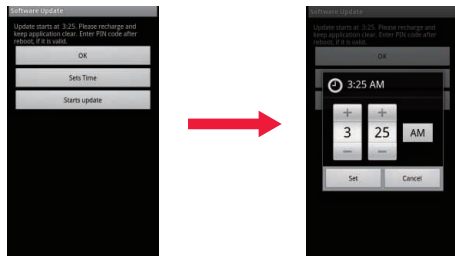 Software Update
Update starts at 3:25. Please recharge and
keep application clear. Enter PIN code after
reboot, if it is valid.
OK
Sets Time
Starts update
Software Update
Update starts at 3:25. Please recharge and
keep application clear. Enter PIN code after
reboot, if it is valid.
OK
3:25 AM
+ +
3 25 AM
- -
Set Cancel